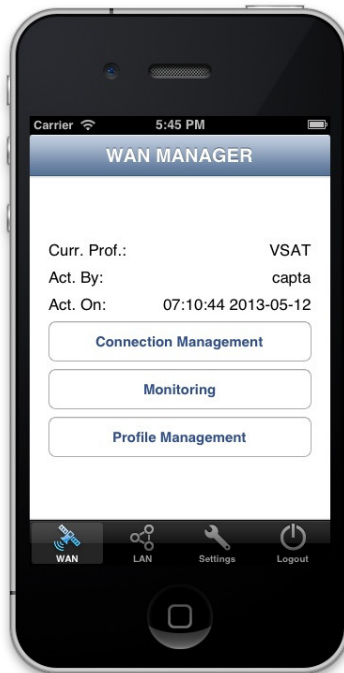 Carrier 5:45 PM
WAN MANAGER
Curr. Prof.: VSAT
Act. By: capta
Act. On: 07:10:44 2013-05-12
Connection Management
Monitoring
Profile Management
WAN LAN Settings Logout